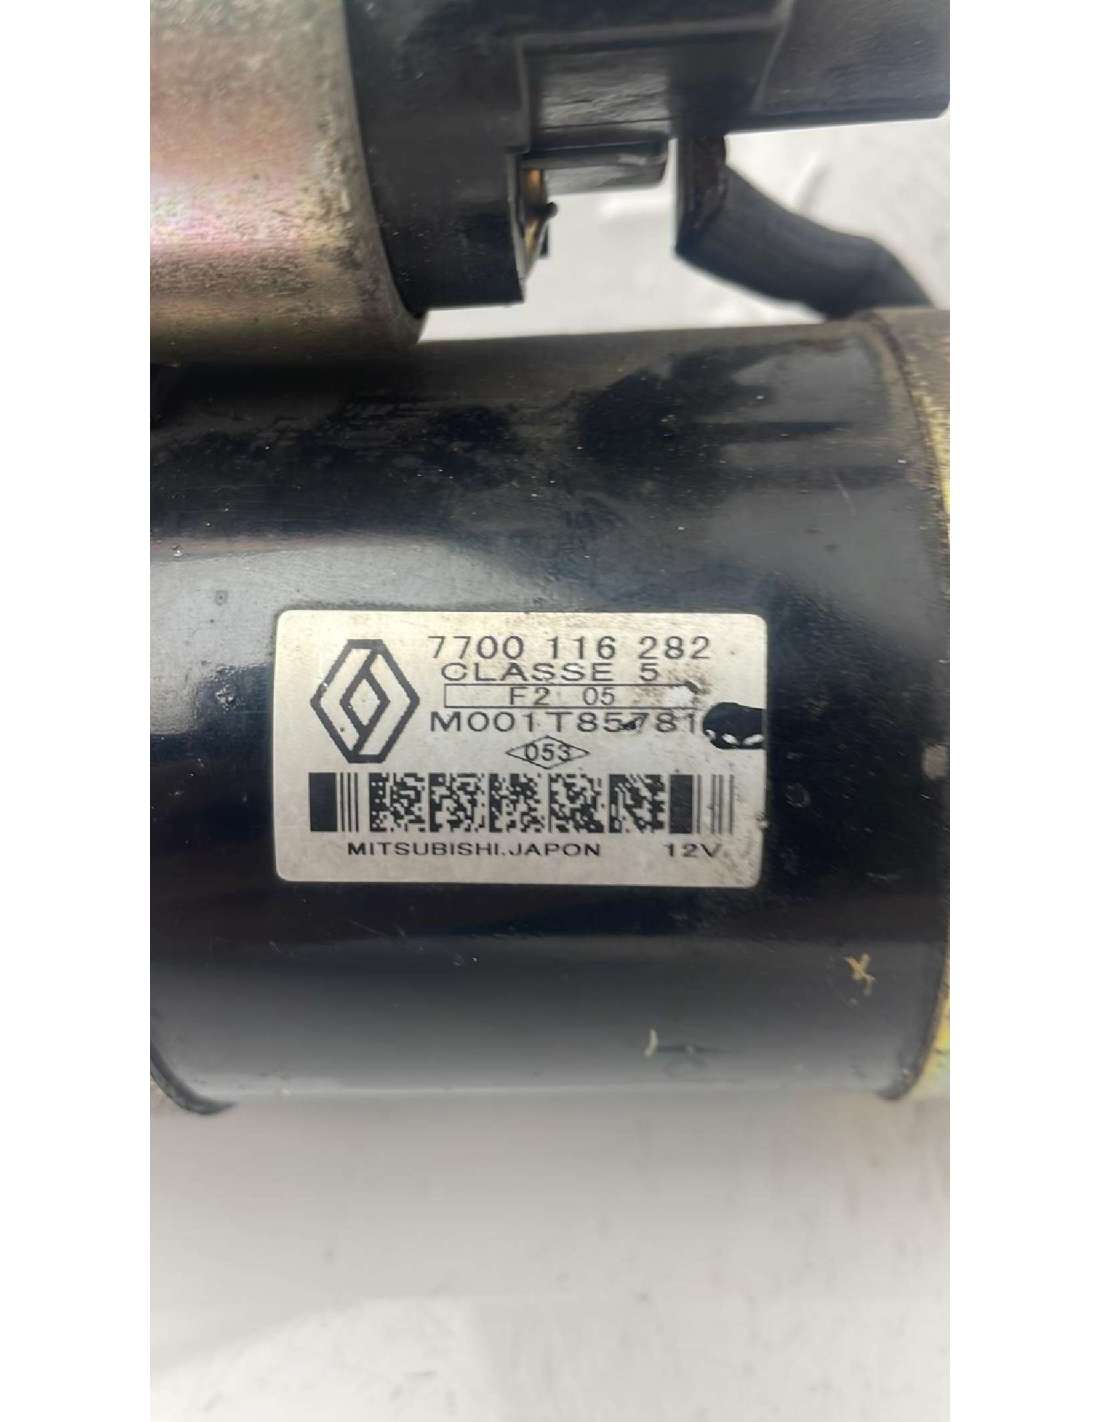 7700 116 282
CLASSE 5
F2 05
M001T85781
053
MITSUBISHI.JAPON 12V